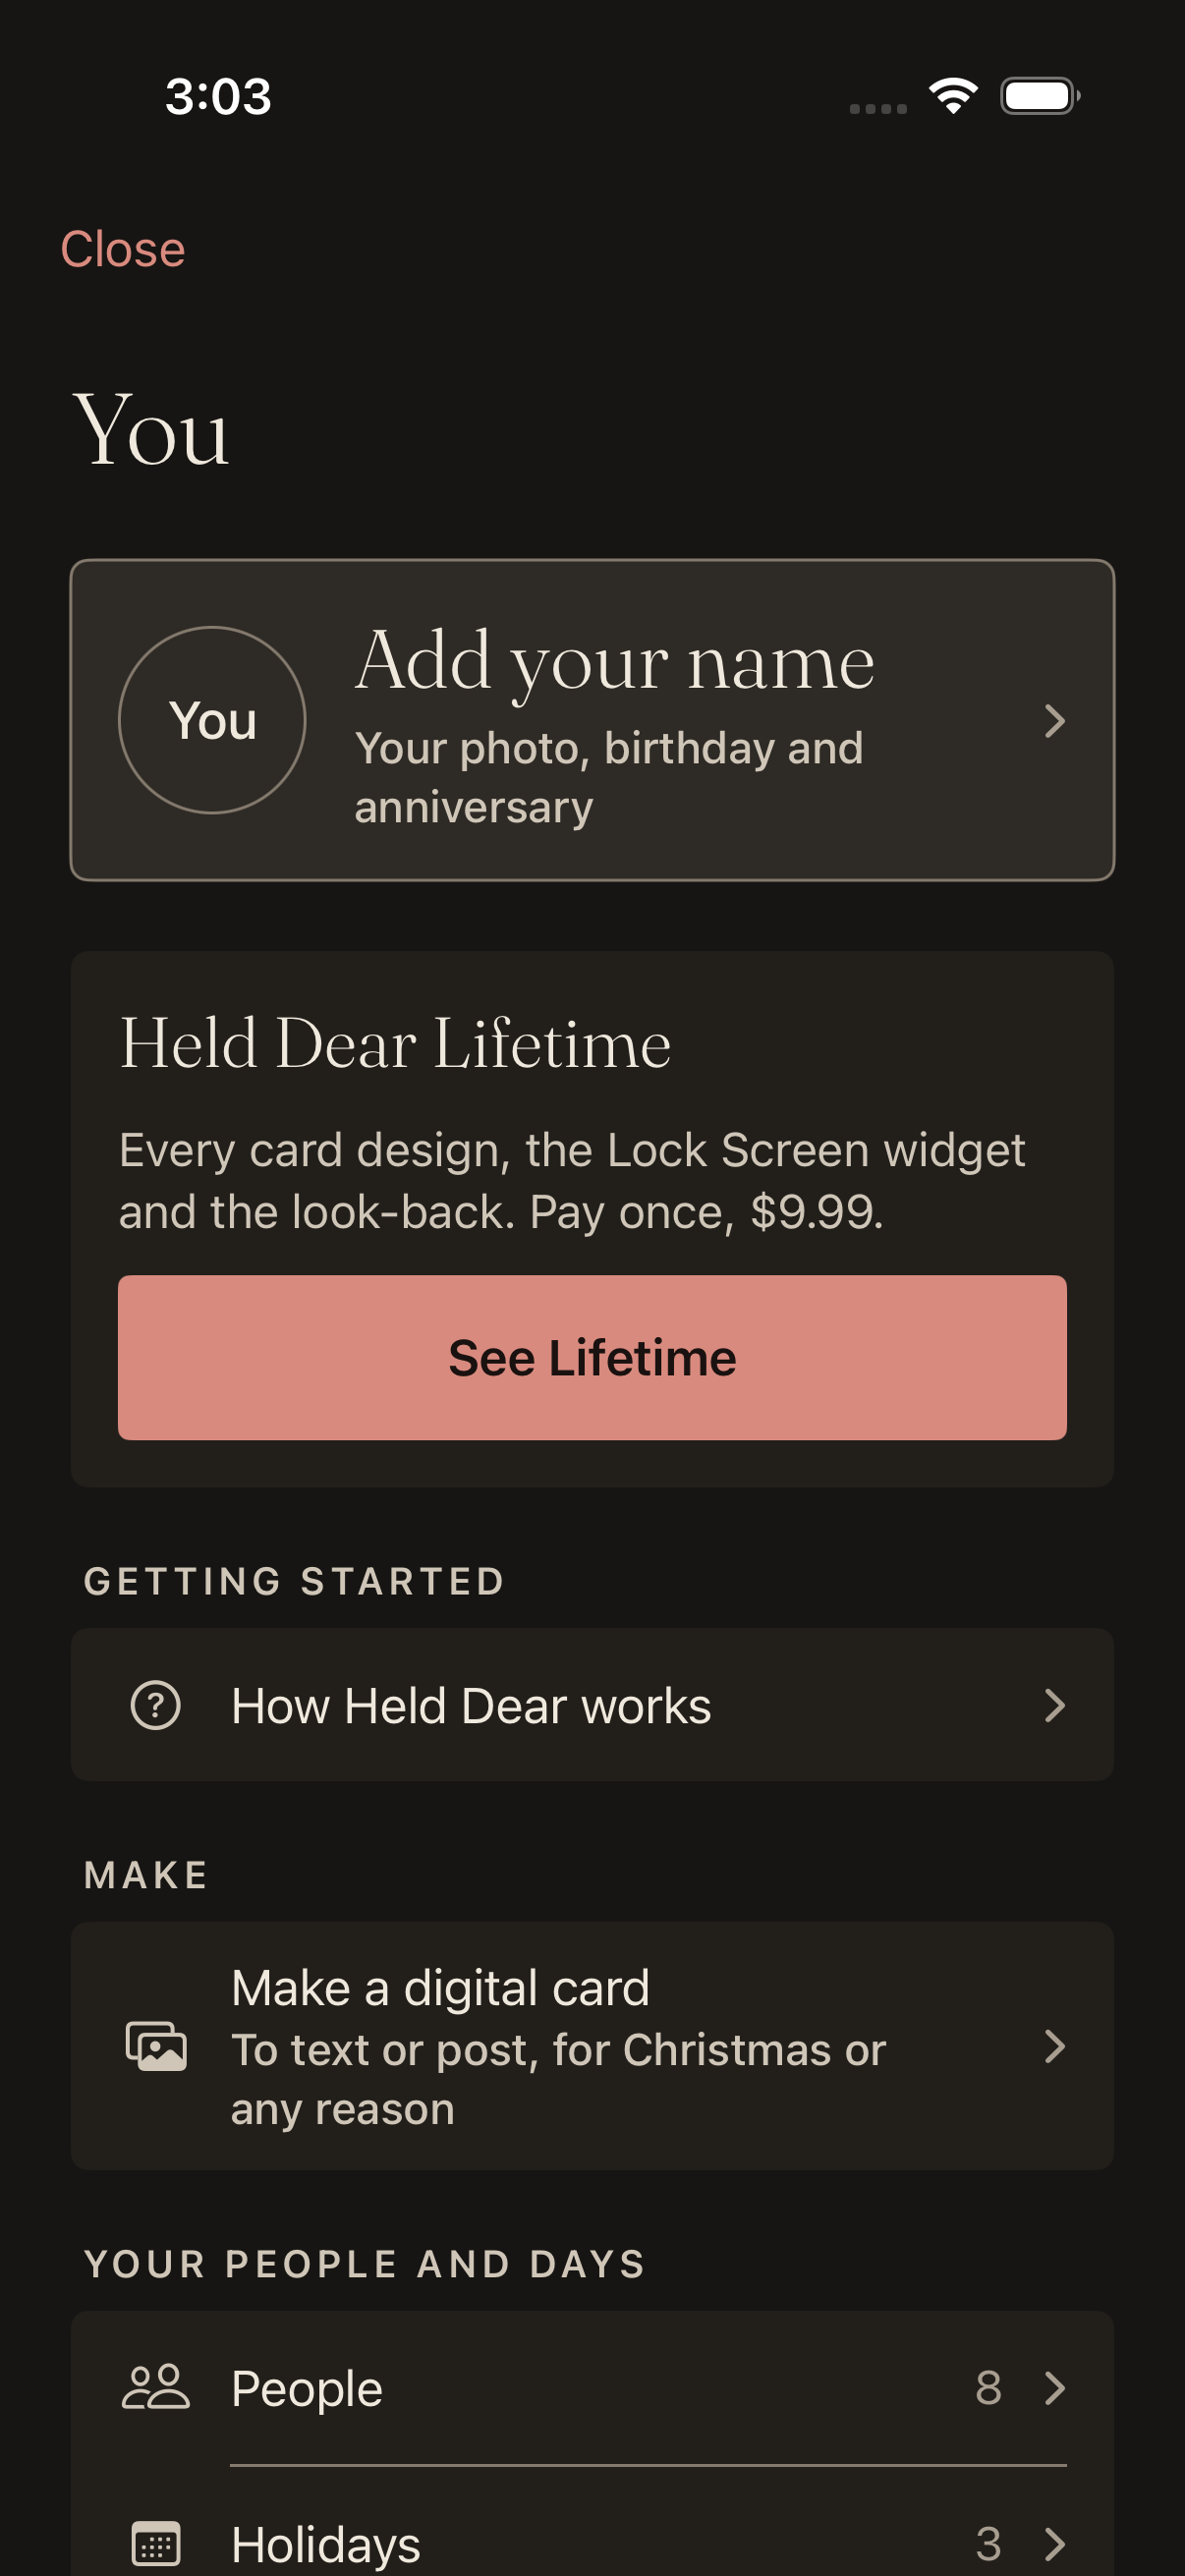 3:03
Close
You
You
Add your name
Your photo, birthday and
anniversary
Held Dear Lifetime
Every card design, the Lock Screen widget
and the look-back. Pay once, $9.99.
See Lifetime
GETTING STARTED
How Held Dear works
MAKE
Make a digital card
To text or post, for Christmas or
any reason
YOUR PEOPLE AND DAYS
People 8
Holidays 3